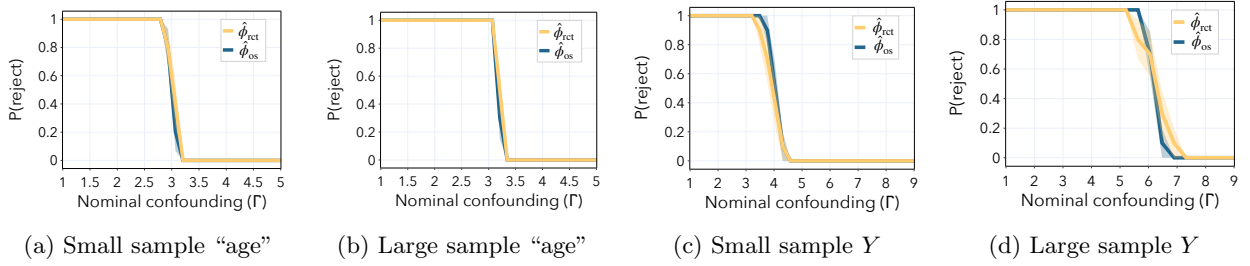 P(reject)
1
0.8
0.6
0.4
0.2
0
1 1.5 2 2.5 3 3.5 4 4.5 5
Nominal confounding (Γ)
ϕ̂rct
ϕ̂os
(a) Small sample “age”
P(reject)
1
0.8
0.6
0.4
0.2
0
1 1.5 2 2.5 3 3.5 4 4.5 5
Nominal confounding (Γ)
ϕ̂rct
ϕ̂os
(b) Large sample “age”
P(reject)
1
0.8
0.6
0.4
0.2
0
1 2 3 4 5 6 7 8 9
Nominal confounding (Γ)
ϕ̂rct
ϕ̂os
(c) Small sample Y
P(reject)
1
0.8
0.6
0.4
0.2
0
1 2 3 4 5 6 7 8 9
Nominal confounding (Γ)
ϕ̂rct
ϕ̂os
(d) Large sample Y